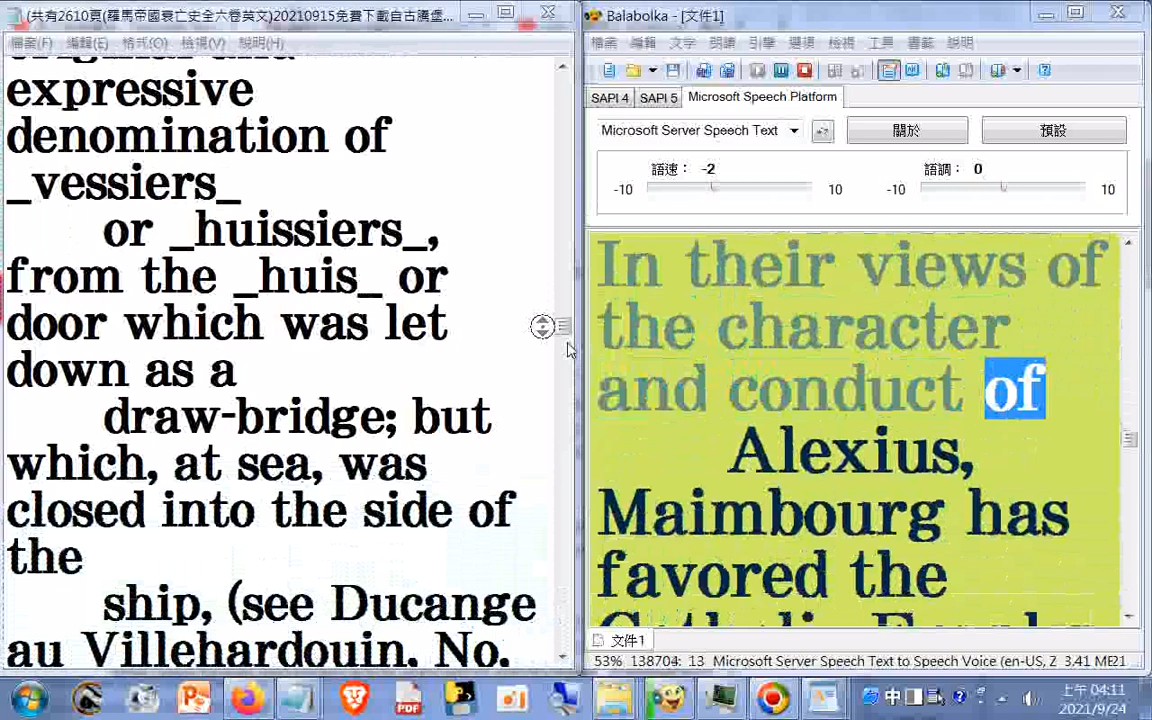 (共有2610頁(羅馬帝國衰亡史全六卷英文)20210915免費下載自古騰堡...
檔案(F) 編輯(E) 格式(O) 檢視(V) 說明(H)
expressive
denomination of
_vessiers_
or _huissiers_,
from the _huis_ or
door which was let
down as a
draw-bridge; but
which, at sea, was
closed into the side of
the
ship, (see Ducange
au Villehardouin, No.
Balabolka - [文件1]
檔案 編輯 文字 朗讀 引擎 選項 檢視 工具 書籤 說明
SAPI 4 SAPI 5 Microsoft Speech Platform
Microsoft Server Speech Text
關於
預設
語速： -2
-10 10
語調： 0
-10 10
In their views of
the character
and conduct of
Alexius,
Maimbourg has
favored the
文件1
53% 138704: 13 Microsoft Server Speech Text to Speech Voice (en-US, Z 3,41 ME21
中
上午 04:11
2021/9/24